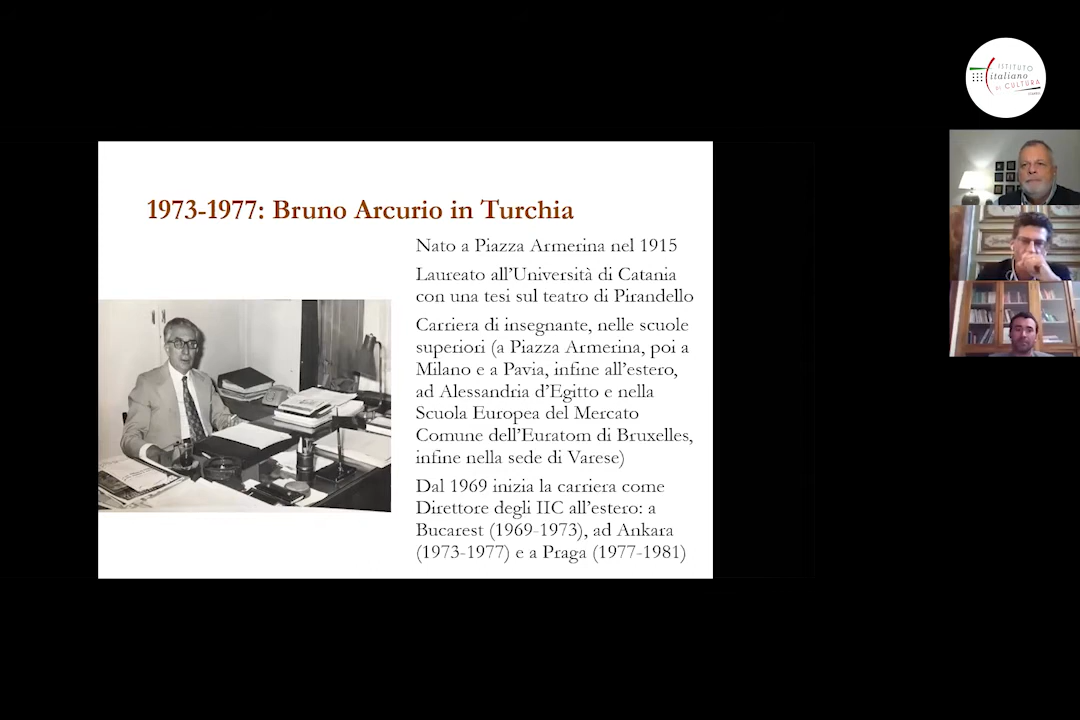 ISTITUTO
italiano
DI CULTURA
1973-1977: Bruno Arcurio in Turchia
Nato a Piazza Armerina nel 1915
Laureato all'Università di Catania
con una tesi sul teatro di Pirandello
Carriera di insegnante, nelle scuole
superiori (a Piazza Armerina, poi a
Milano e a Pavia, infine all'estero,
ad Alessandria d'Egitto e nella
Scuola Europea del Mercato
Comune dell'Euratom di Bruxelles,
infine nella sede di Varese)
Dal 1969 inizia la carriera come
Direttore degli IIC all'estero: a
Bucarest (1969-1973), ad Ankara
(1973-1977) e a Praga (1977-1981)